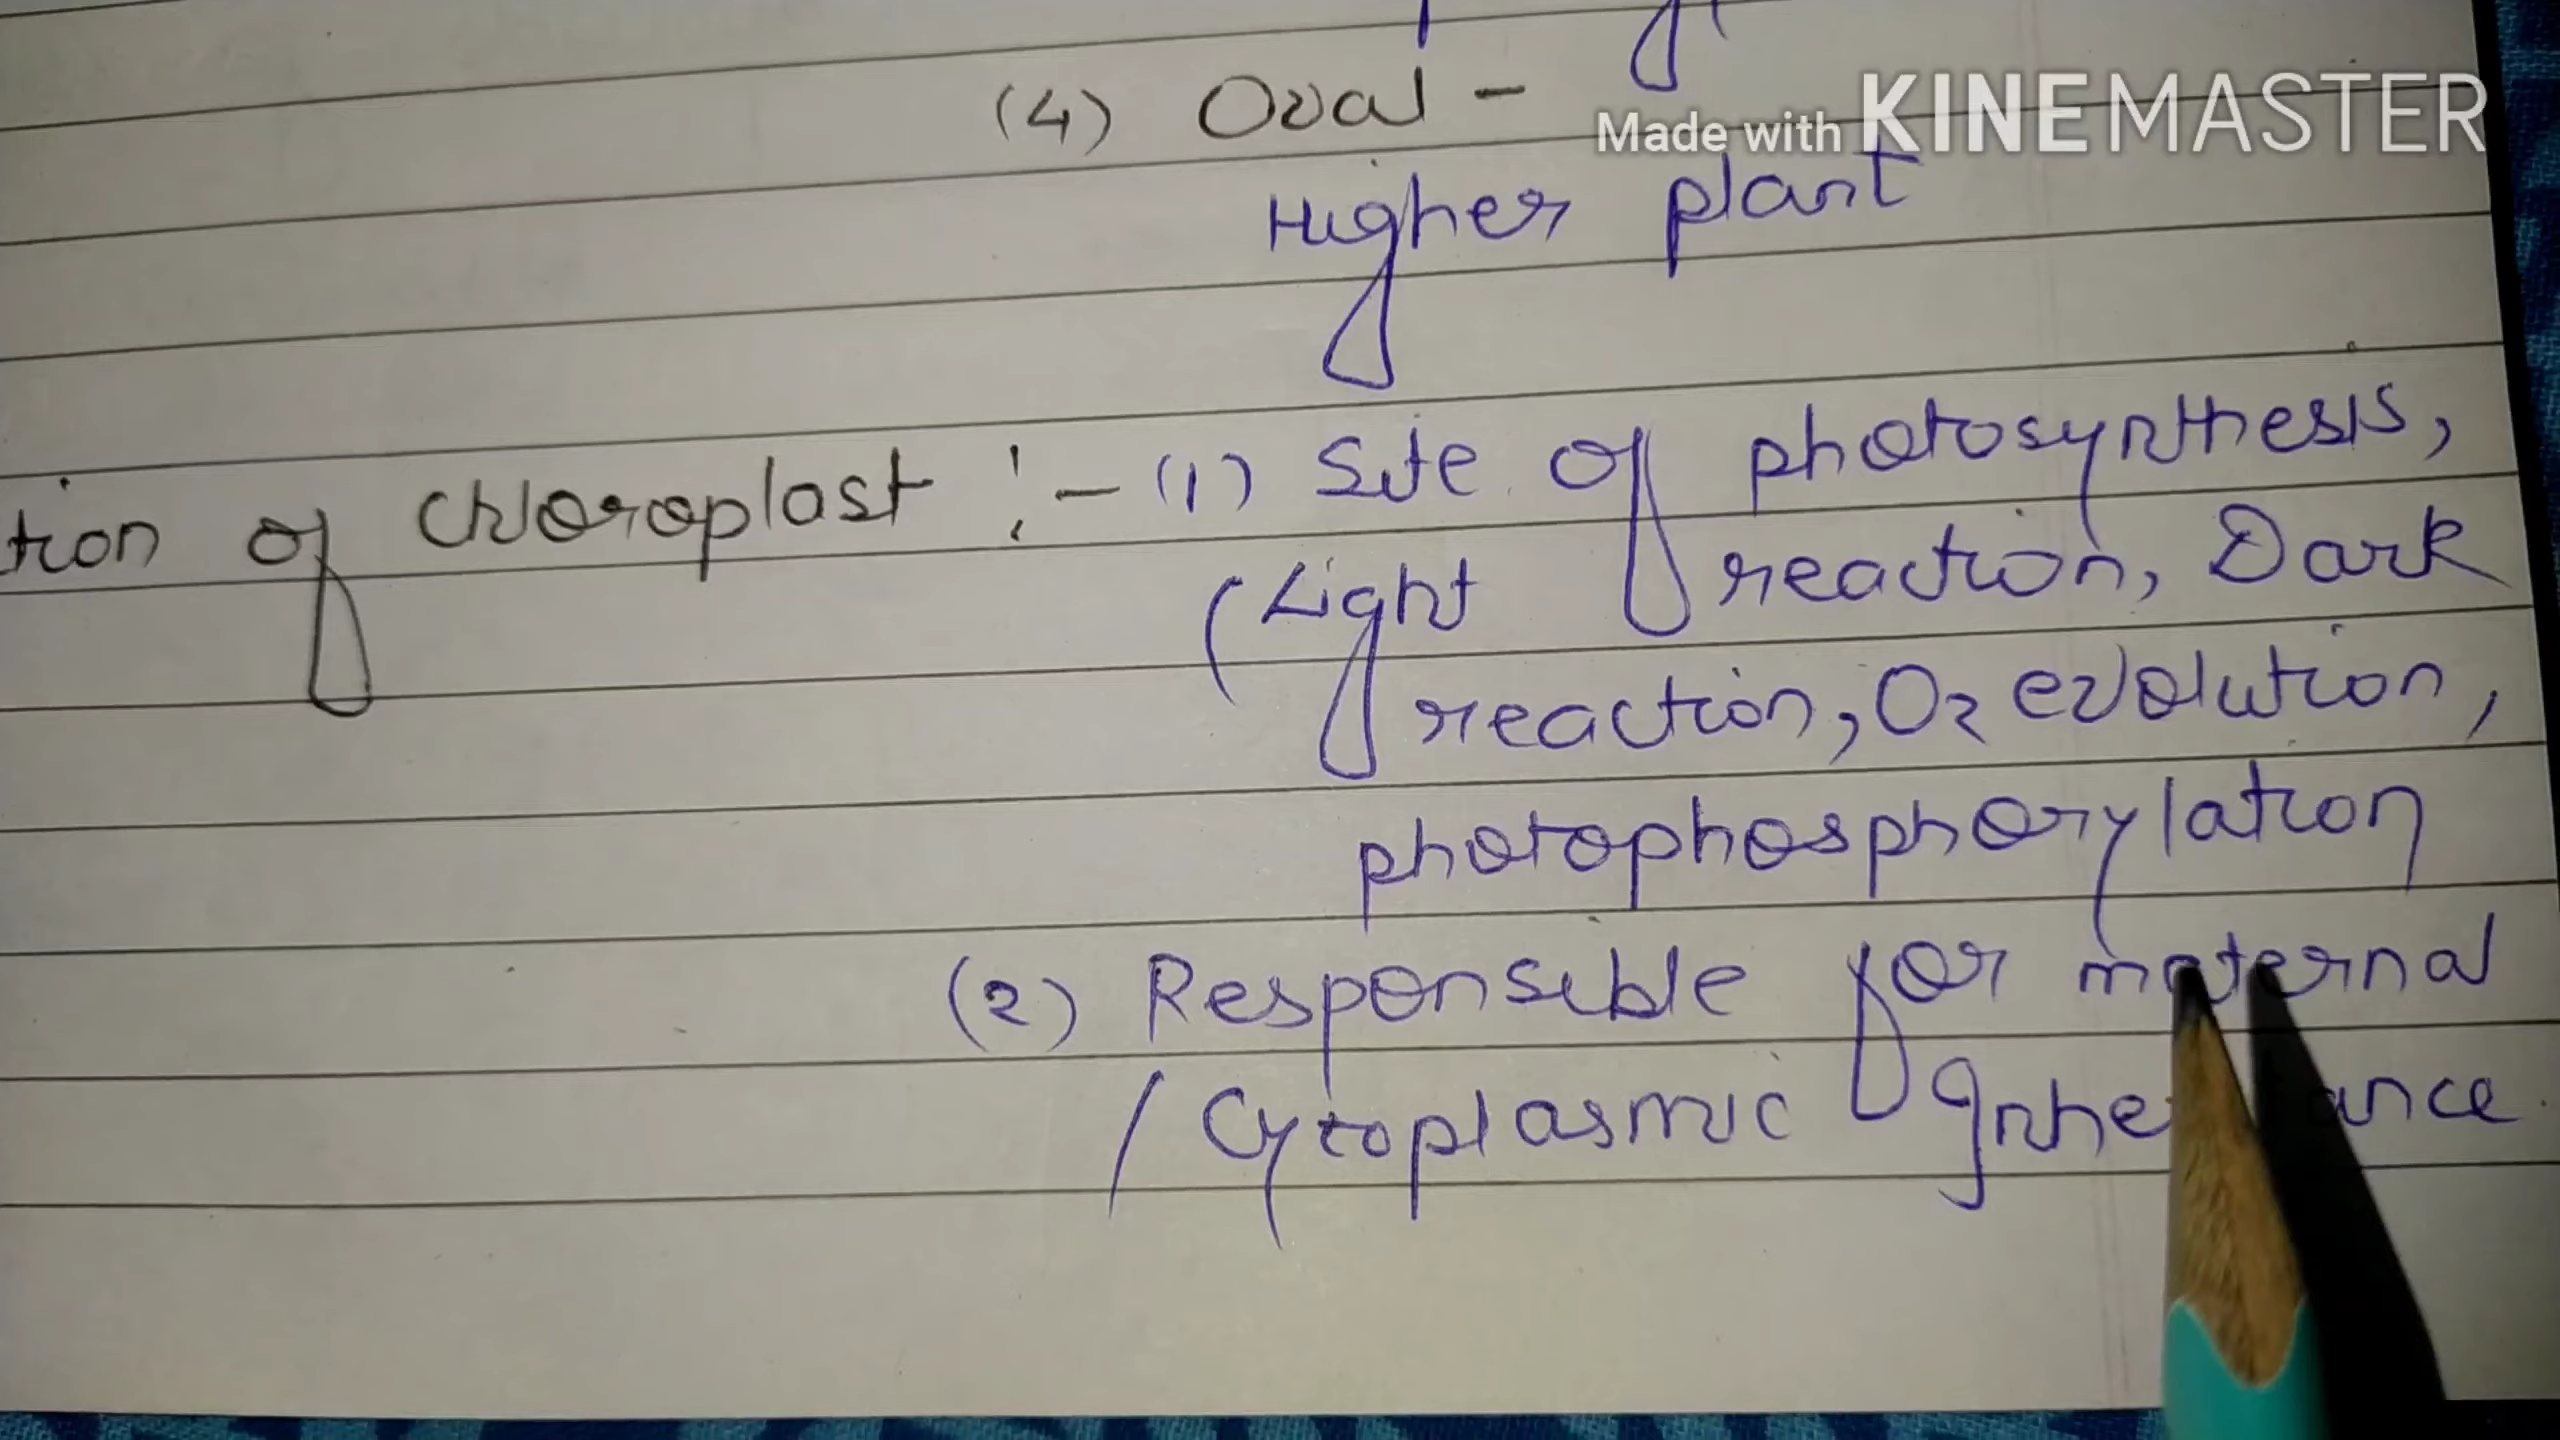 (4) Oval -
Made with KINEMASTER
Higher plant
tion of chloroplast :- (1) Site of photosynthesis,
(Light reaction, Dark
reaction, O2 evolution,
photophosphorylation
(2) Responsible for maternal
/ Cytoplasmic